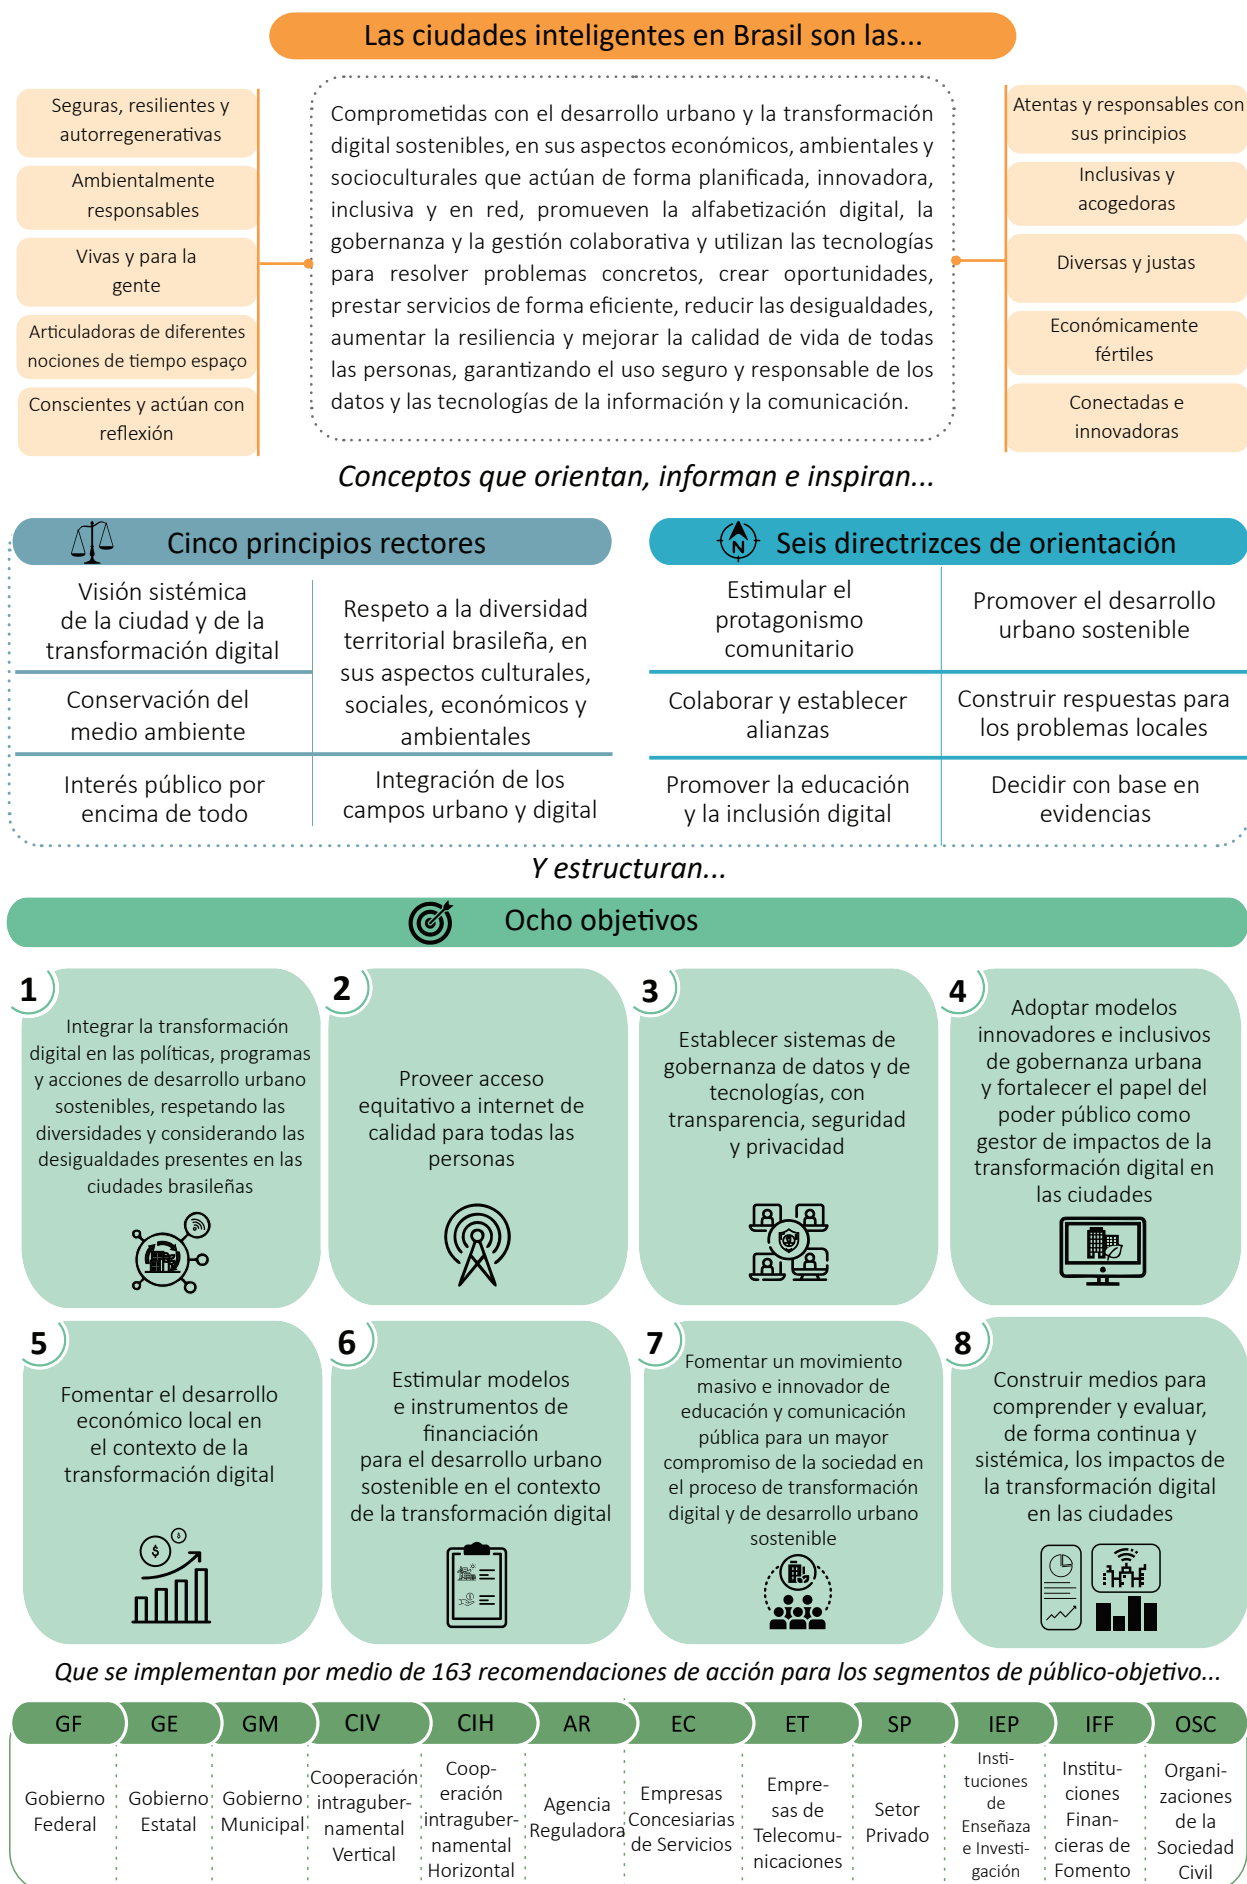 Las ciudades inteligentes en Brasil son las...
Seguras, resilientes y
autorregenerativas
Ambientalmente
responsables
Vivas y para la
gente
Articuladoras de diferentes
nociones de tiempo espaço
Conscientes y actúan con
reflexión
Comprometidas con el desarrollo urbano y la transformación
digital sostenibles, en sus aspectos económicos, ambientales y
socioculturales que actúan de forma planificada, innovadora,
inclusiva y en red, promueven la alfabetización digital, la
gobernanza y la gestión colaborativa y utilizan las tecnologías
para resolver problemas concretos, crear oportunidades,
prestar servicios de forma eficiente, reducir las desigualdades,
aumentar la resiliencia y mejorar la calidad de vida de todas
las personas, garantizando el uso seguro y responsable de los
datos y las tecnologías de la información y la comunicación.
Atentas y responsables con
sus principios
Inclusivas y
acogedoras
Diversas y justas
Económicamente
fértiles
Conectadas e
innovadoras
Conceptos que orientan, informan e inspiran...
Cinco principios rectores
Visión sistémica
de la ciudad y de la
transformación digital
Conservación del
medio ambiente
Interés público por
encima de todo
Respeto a la diversidad
territorial brasileña, en
sus aspectos culturales,
sociales, económicos y
ambientales
Integración de los
campos urbano y digital
N
Seis directrizces de orientación
Estimular el
protagonismo
comunitario
Promover el desarrollo
urbano sostenible
Colaborar y establecer
alianzas
Construir respuestas para
los problemas locales
Promover la educación
y la inclusión digital
Decidir con base en
evidencias
Y estructuran...
Ocho objetivos
1
Integrar la transformación
digital en las políticas, programas
y acciones de desarrollo urbano
sostenibles, respetando las
diversidades y considerando las
desigualdades presentes en las
ciudades brasileñas
2
Proveer acceso
equitativo a internet de
calidad para todas las
personas
3
Establecer sistemas de
gobernanza de datos y de
tecnologías, con
transparencia, seguridad
y privacidad
4
Adoptar modelos
innovadores e inclusivos
de gobernanza urbana
y fortalecer el papel del
poder público como
gestor de impactos de la
transformación digital en
las ciudades
5
Fomentar el desarrollo
económico local en
el contexto de la
transformación digital
$
$
6
Estimular modelos
e instrumentos de
financiación
para el desarrollo urbano
sostenible en el contexto
de la transformación digital
7
Fomentar un movimiento
masivo e innovador de
educación y comunicación
pública para un mayor
compromiso de la sociedad en
el proceso de transformación
digital y de desarrollo urbano
sostenible
8
Construir medios para
comprender y evaluar,
de forma continua y
sistémica, los impactos de
la transformación digital
en las ciudades
Que se implementan por medio de 163 recomendaciones de acción para los segmentos de público-objetivo...
GF
Gobierno
Federal
GE
Gobierno
Estatal
GM
Gobierno
Municipal
CIV
Cooperación
intraguber-
namental
Vertical
CIH
Coop-
eración
intraguber-
namental
Horizontal
AR
Agencia
Reguladora
EC
Empresas
Concesiarias
de Servicios
ET
Empre-
sas de
Telecomu-
nicaciones
SP
Setor
Privado
IEP
Insti-
tuciones
de
Enseñaza
e Investi-
gación
IFF
Institu-
ciones
Finan-
cieras de
Fomento
OSC
Organi-
zaciones
de la
Sociedad
Civil